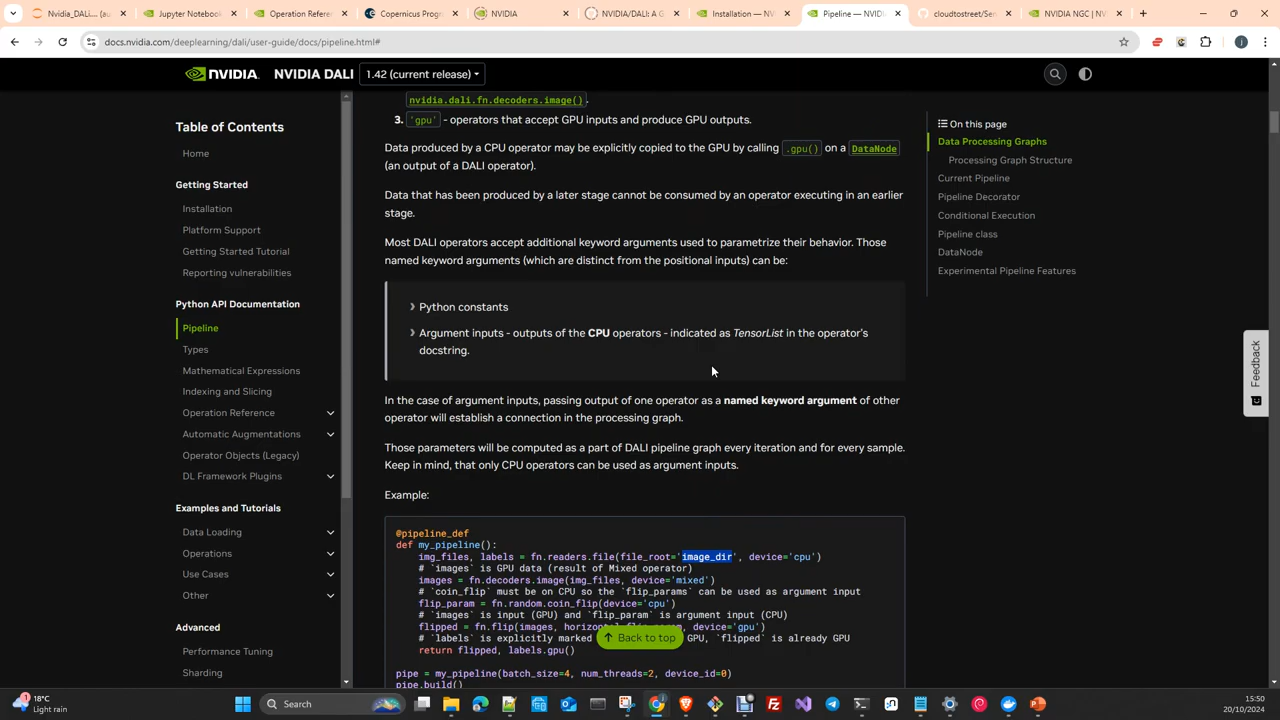 Nvidia_DALI.... (au
Jupyter Notebook
Operation Refere
Copernicus Prog
NVIDIA
NVIDIA/DALI: A G
Installation — NV
Pipeline — NVIDI
cloudtostreet/Sen
NVIDIA NGC | NV
docs.nvidia.com/deeplearning/dali/user-guide/docs/pipeline.html#
NVIDIA
NVIDIA DALI
1.42 (current release)
Table of Contents
Home
Getting Started
Installation
Platform Support
Getting Started Tutorial
Reporting vulnerabilities
Python API Documentation
Pipeline
Types
Mathematical Expressions
Indexing and Slicing
Operation Reference
Automatic Augmentations
Operator Objects (Legacy)
DL Framework Plugins
Examples and Tutorials
Data Loading
Operations
Use Cases
Other
Advanced
Performance Tuning
Sharding
nvidia.dali.fn.decoders.image().
3. 'gpu' - operators that accept GPU inputs and produce GPU outputs.
Data produced by a CPU operator may be explicitly copied to the GPU by calling .gpu() on a DataNode
(an output of a DALI operator).
Data that has been produced by a later stage cannot be consumed by an operator executing in an earlier
stage.
Most DALI operators accept additional keyword arguments used to parametrize their behavior. Those
named keyword arguments (which are distinct from the positional inputs) can be:
Python constants
Argument inputs - outputs of the CPU operators - indicated as TensorList in the operator's
docstring.
In the case of argument inputs, passing output of one operator as a named keyword argument of other
operator will establish a connection in the processing graph.
Those parameters will be computed as a part of DALI pipeline graph every iteration and for every sample.
Keep in mind, that only CPU operators can be used as argument inputs.
Example:
@pipeline_def
def my_pipeline():
img_files, labels = fn.readers.file(file_root='image_dir', device='cpu')
# `images` is GPU data (result of Mixed operator)
images = fn.decoders.image(img_files, device='mixed')
# `coin_flip` must be on CPU so the `flip_params` can be used as argument input
flip_param = fn.random.coin_flip(device='cpu')
# `images` is input (GPU) and `flip_param` is argument input (CPU)
flipped = fn.flip(images, horizontal device='gpu')
# `labels` is explicitly marked GPU, `flipped` is already GPU
return flipped, labels.gpu()
pipe = my_pipeline(batch_size=4, num_threads=2, device_id=0)
pipe.build()
Back to top
On this page
Data Processing Graphs
Processing Graph Structure
Current Pipeline
Pipeline Decorator
Conditional Execution
Pipeline class
DataNode
Experimental Pipeline Features
Feedback
18°C
Light rain
Search
15:50
20/10/2024